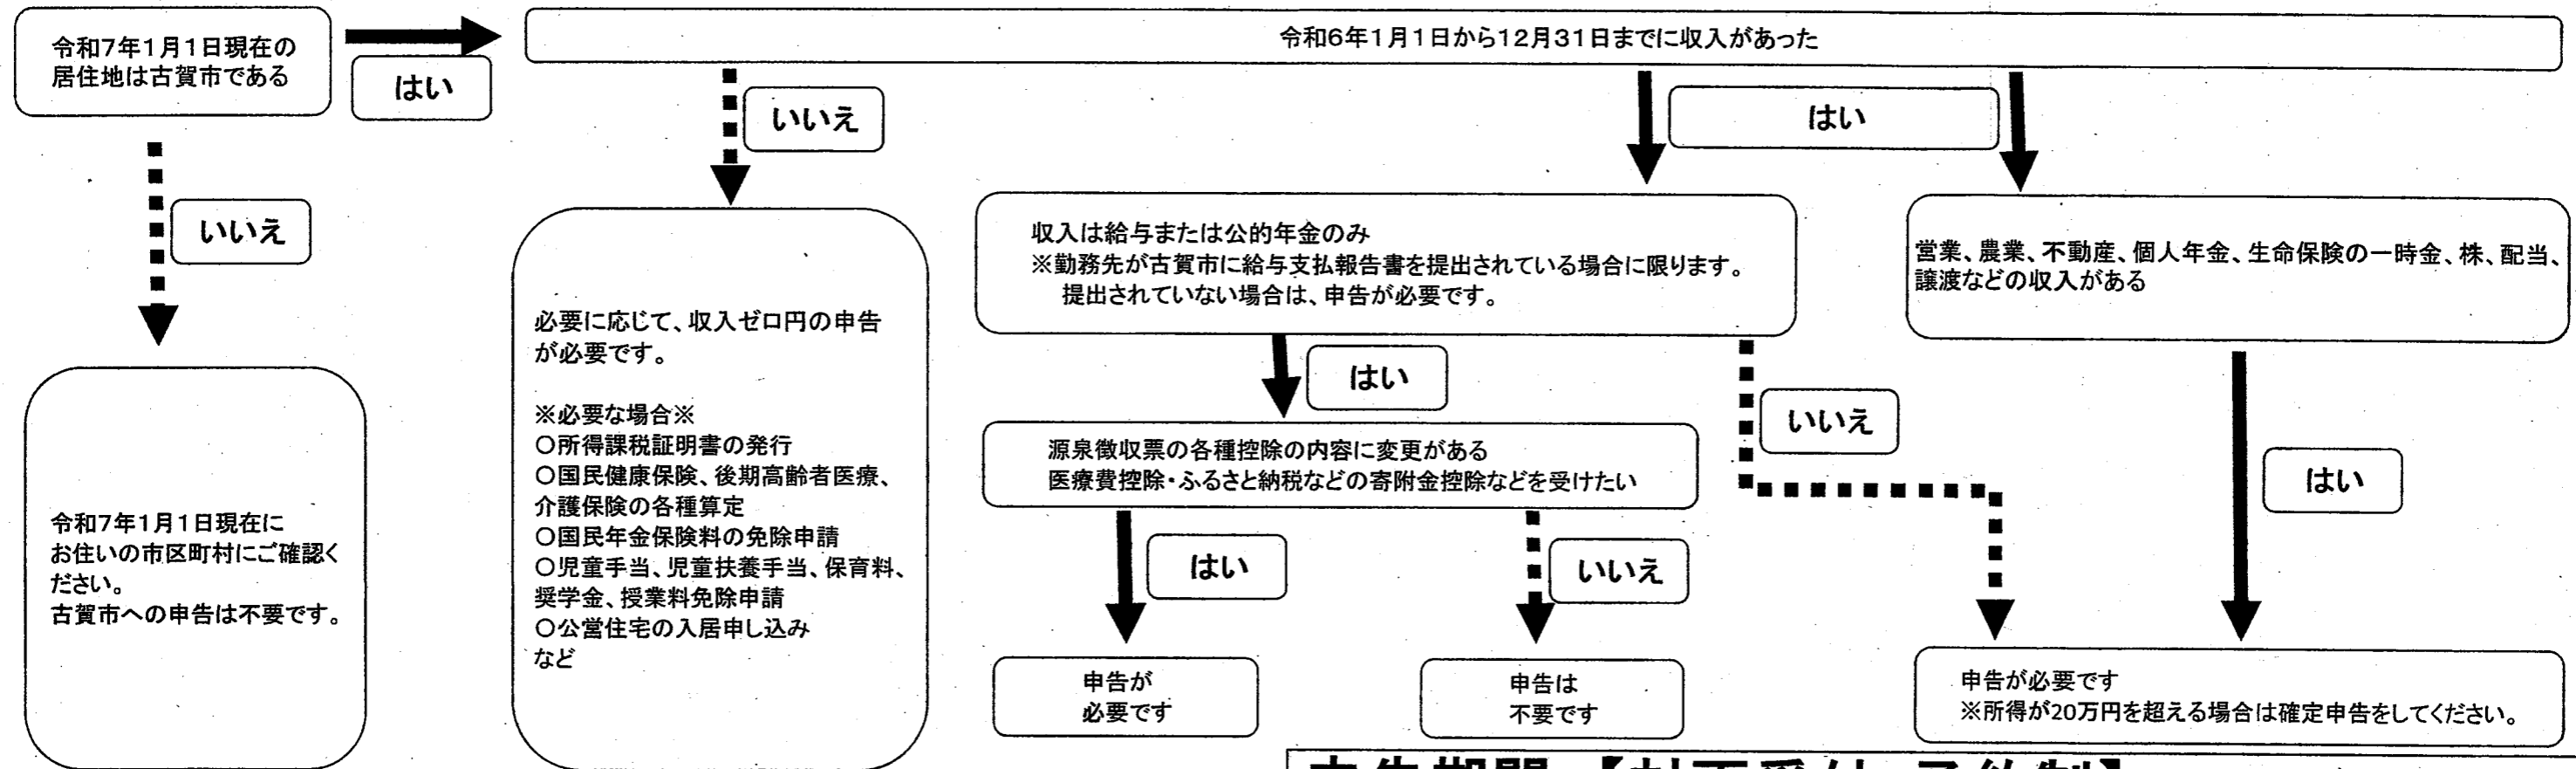 令和7年1月1日現在の
居住地は古賀市である
はい
令和6年1月1日から12月31日までに収入があった
いいえ
令和7年1月1日現在に
お住いの市区町村にご確認く
ださい。
古賀市への申告は不要です。
いいえ
必要に応じて、収入ゼロ円の申告
が必要です。
※必要な場合※
○所得課税証明書の発行
○国民健康保険、後期高齢者医療、
介護保険の各種算定
○国民年金保険料の免除申請
○児童手当、児童扶養手当、保育料、
奨学金、授業料免除申請
○公営住宅の入居申し込み
など
はい
収入は給与または公的年金のみ
※勤務先が古賀市に給与支払報告書を提出されている場合に限ります。
提出されていない場合は、申告が必要です。
営業、農業、不動産、個人年金、生命保険の一時金、株、配当、
譲渡などの収入がある
はい
いいえ
源泉徴収票の各種控除の内容に変更がある
医療費控除・ふるさと納税などの寄附金控除などを受けたい
はい
はい
いいえ
申告が
必要です
申告は
不要です
申告が必要です
※所得が20万円を超える場合は確定申告をしてください。